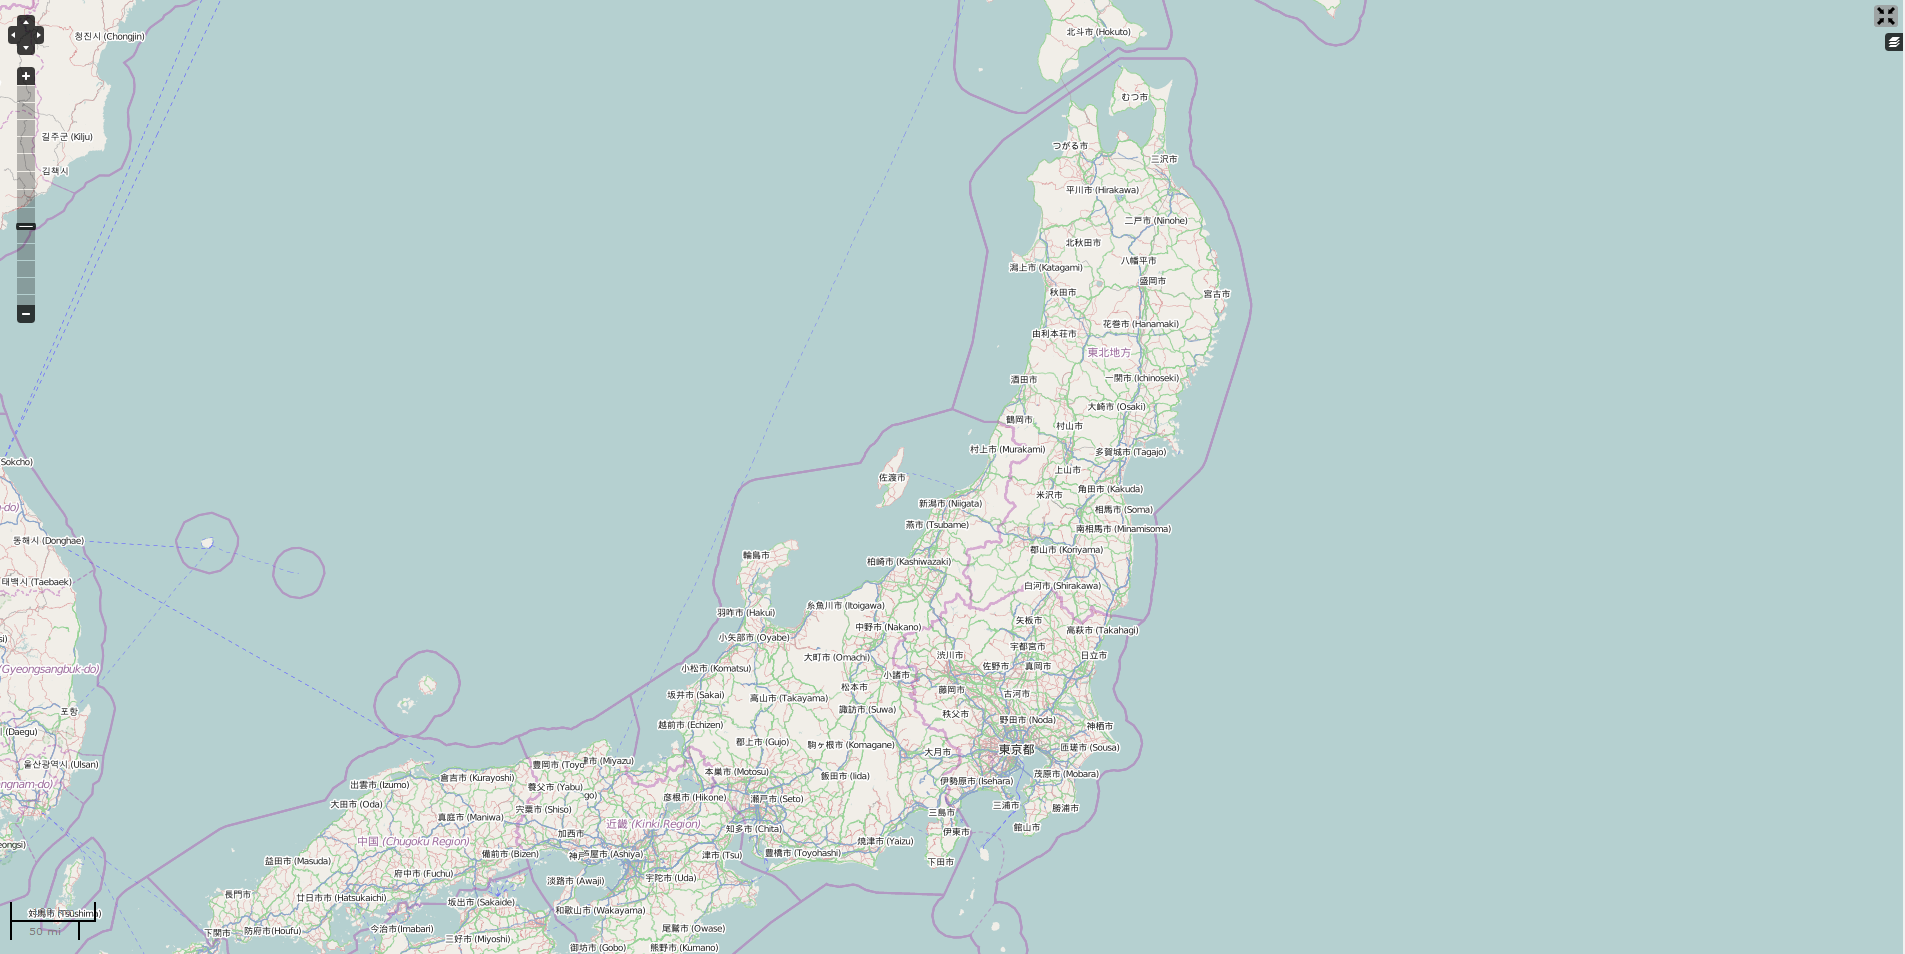 청진시 (Chongjin)
北斗市 (Hokuto)
むつ市
길주군 (Kilju)
つがる市
三沢市
김책시
平川市 (Hirakawa)
二戸市 (Ninohe)
北秋田市
八幡平市
潟上市 (Katagami)
盛岡市
秋田市
宮古市
花巻市 (Hanamaki)
由利本荘市
東北地方
酒田市
一関市 (Ichinoseki)
大崎市 (Osaki)
鶴岡市
村山市
村上市 (Murakami)
多賀城市 (Tagajo)
Sokcho)
上山市
佐渡市
角田市 (Kakuda)
米沢市
新潟市 (Niigata)
-do)
相馬市 (Soma)
燕市 (Tsubame)
南相馬市 (Minamisoma)
동해시 (Donghae)
郡山市 (Koriyama)
輪島市
柏崎市 (Kashiwazaki)
태백시 (Taebaek)
白河市 (Shirakawa)
糸魚川市 (Itoigawa)
羽咋市 (Hakui)
矢板市
中野市 (Nakano)
高萩市 (Takahagi)
si)
小矢部市 (Oyabe)
宇都宮市
大町市 (Omachi)
渋川市
日立市
(Gyeongsangbuk-do)
小松市 (Komatsu)
佐野市
真岡市
小諸市
松本市
藤岡市
坂井市 (Sakai)
高山市 (Takayama)
古河市
포항
諏訪市 (Suwa)
秩父市
野田市 (Noda)
越前市 (Echizen)
神栖市
(Daegu)
郡上市 (Gujo)
駒ヶ根市 (Komagane)
大月市
東京都
匝瑳市 (Sousa)
울산광역시 (Ulsan)
豊岡市 (Toyo
市 (Miyazu)
本巣市 (Motosu)
飯田市 (Iida)
茂原市 (Mobara)
倉吉市 (Kurayoshi)
伊勢原市 (Isehara)
ngnam-do)
出雲市 (Izumo)
養父市 (Yabu)
go)
彦根市 (Hikone)
瀬戸市 (Seto)
大田市 (Oda)
宍粟市 (Shiso)
三浦市
勝浦市
三島市
真庭市 (Maniwa)
近畿 (Kinki Region)
知多市 (Chita)
館山市
加西市
伊東市
中国 (Chugoku Region)
焼津市 (Yaizu)
eongsi)
備前市 (Bizen)
神戸
屋市 (Ashiya)
津市 (Tsu)
豊橋市 (Toyohashi)
益田市 (Masuda)
下田市
府中市 (Fuchu)
淡路市 (Awaji)
宇陀市 (Uda)
長門市
廿日市市 (Hatsukaichi)
坂出市 (Sakaide)
対馬市 (Tsushima)
和歌山市 (Wakayama)
50 mi
下関市
防府市(Houfu)
今治市(Imabari)
尾鷲市 (Owase)
三好市 (Miyoshi)
御坊市 (Gobo)
熊野市 (Kumano)